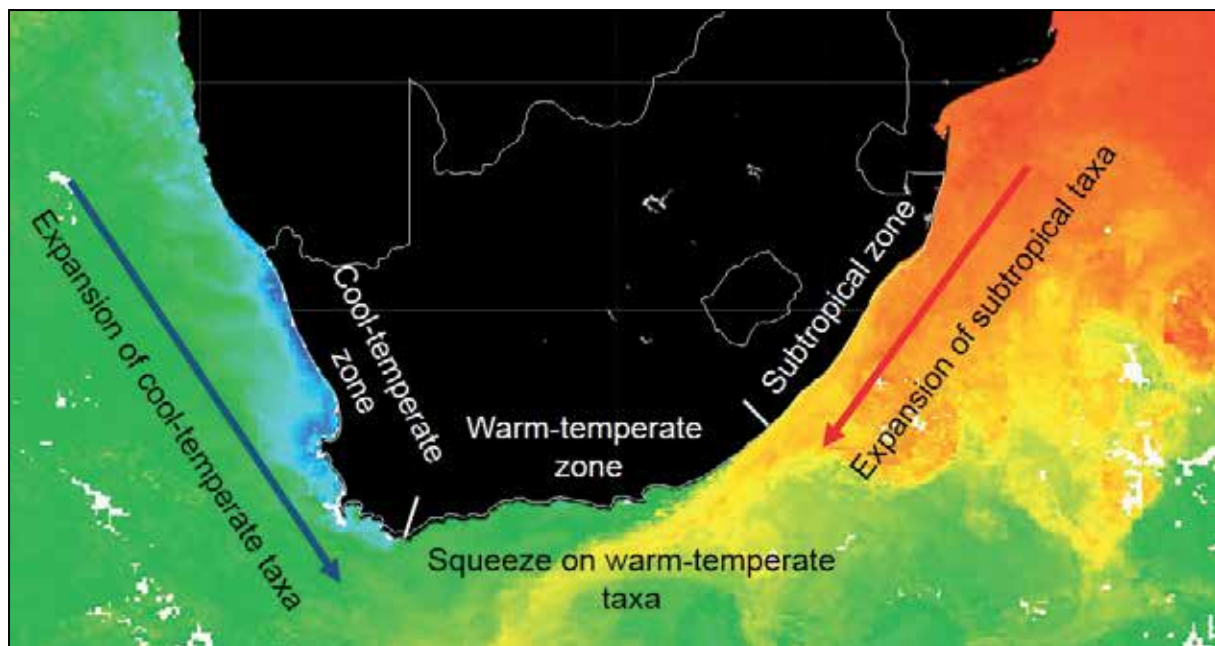 Expansion of cool-temperate taxa
Cool-temperate
zone
Warm-temperate
zone
Subtropical zone
Expansion of subtropical taxa
Squeeze on warm-temperate
taxa